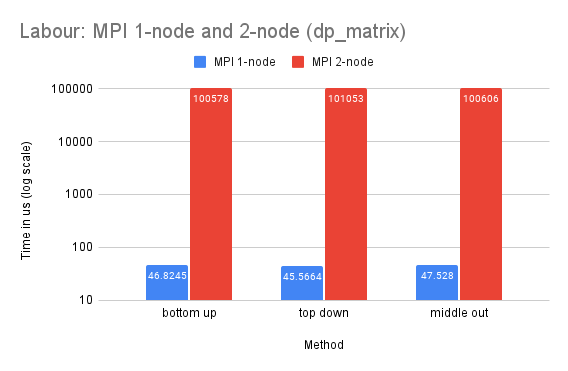 Labour: MPI 1-node and 2-node (dp_matrix)
MPI 1-node MPI 2-node
Time in us (log scale)
100000
10000
1000
100
10
46.8245 100578 45.5664 101053 47.528 100606
bottom up top down middle out
Method